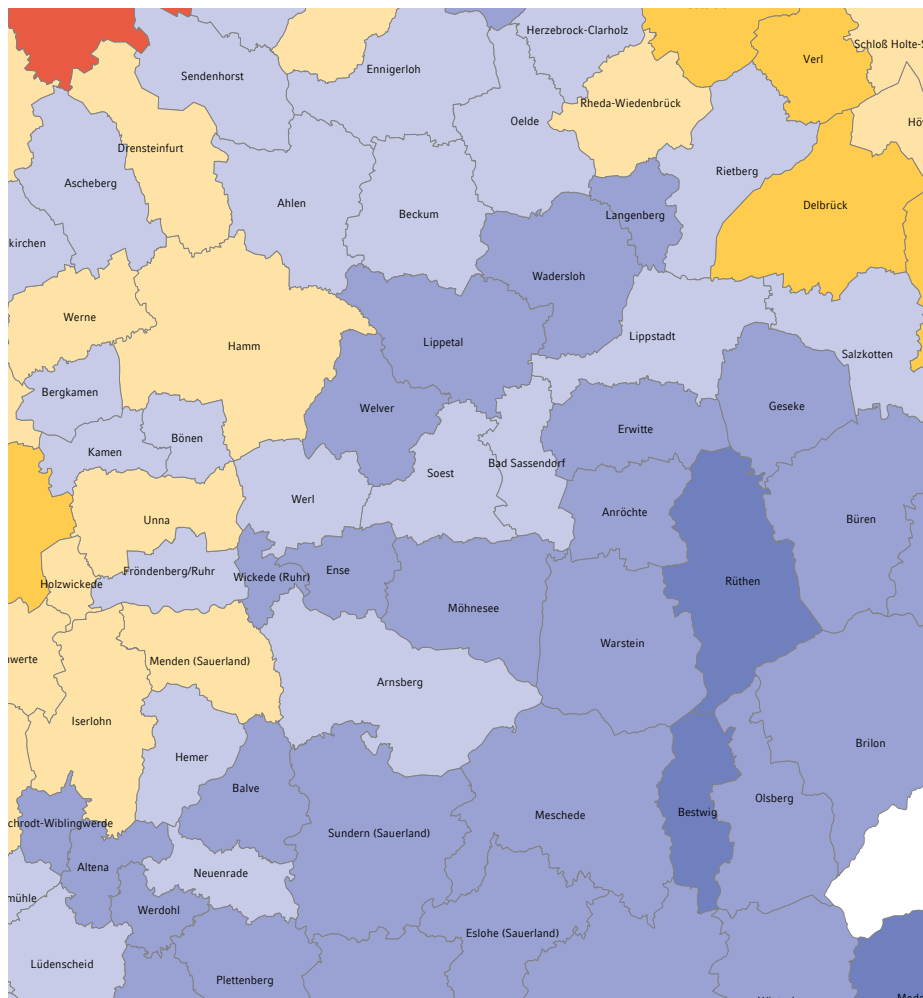 Herzebrock-Clarholz
Schloß Holte-S
Verl
Ennigerloh
Sendenhorst
Rheda-Wiedenbrück
Oelde
Hö
Drensteinfurt
Rietberg
Ascheberg
Ahlen
Delbrück
Beckum
Langenberg
kirchen
Wadersloh
Werne
Lippstadt
Lippetal
Hamm
Salzkotten
Bergkamen
Geseke
Welver
Erwitte
Bönen
Kamen
Bad Sassendorf
Soest
Werl
Anröchte
Unna
Büren
Fröndenberg/Ruhr
Ense
Wickede (Ruhr)
Rüthen
Holzwickede
Möhnesee
Warstein
werte
Menden (Sauerland)
Arnsberg
Iserlohn
Brilon
Hemer
Balve
Olsberg
Bestwig
Meschede
chrodt-Wiblingwerde
Sundern (Sauerland)
Altena
Neuenrade
mühle
Werdohl
Eslohe (Sauerland)
Lüdenscheid
Plettenberg